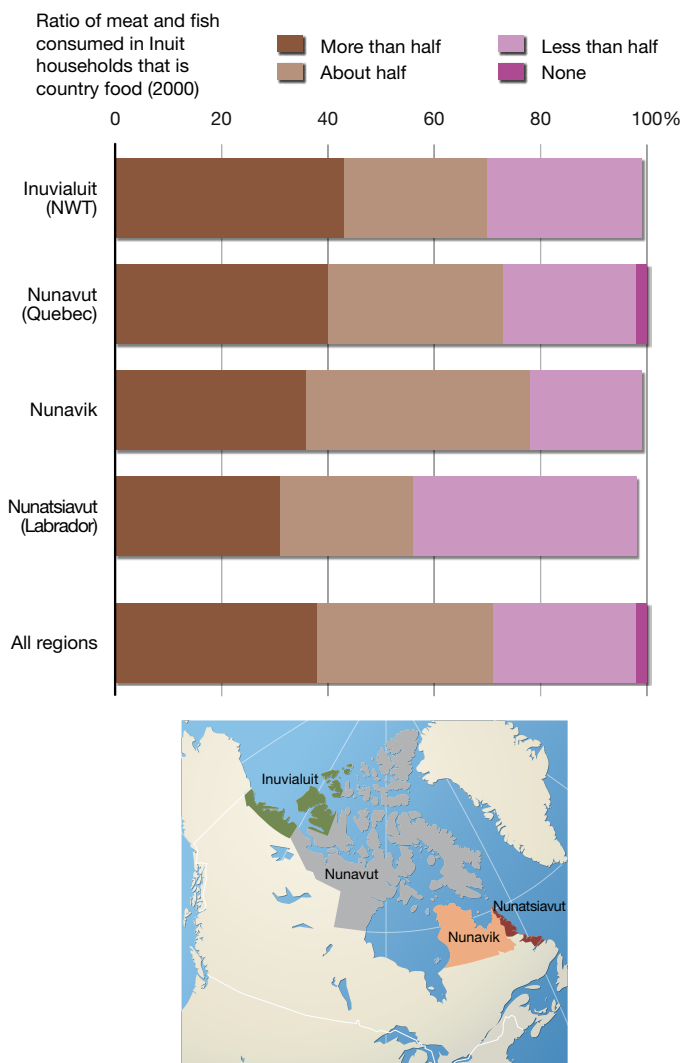 Ratio of meat and fish
consumed in Inuit
households that is
country food (2000)
More than half
About half
Less than half
None
0 20 40 60 80 100%
Inuvialuit
(NWT)
Nunavut
(Quebec)
Nunavik
Nunatsiavut
(Labrador)
All regions
Inuvialuit
Nunavut
Nunatsiavut
Nunavik